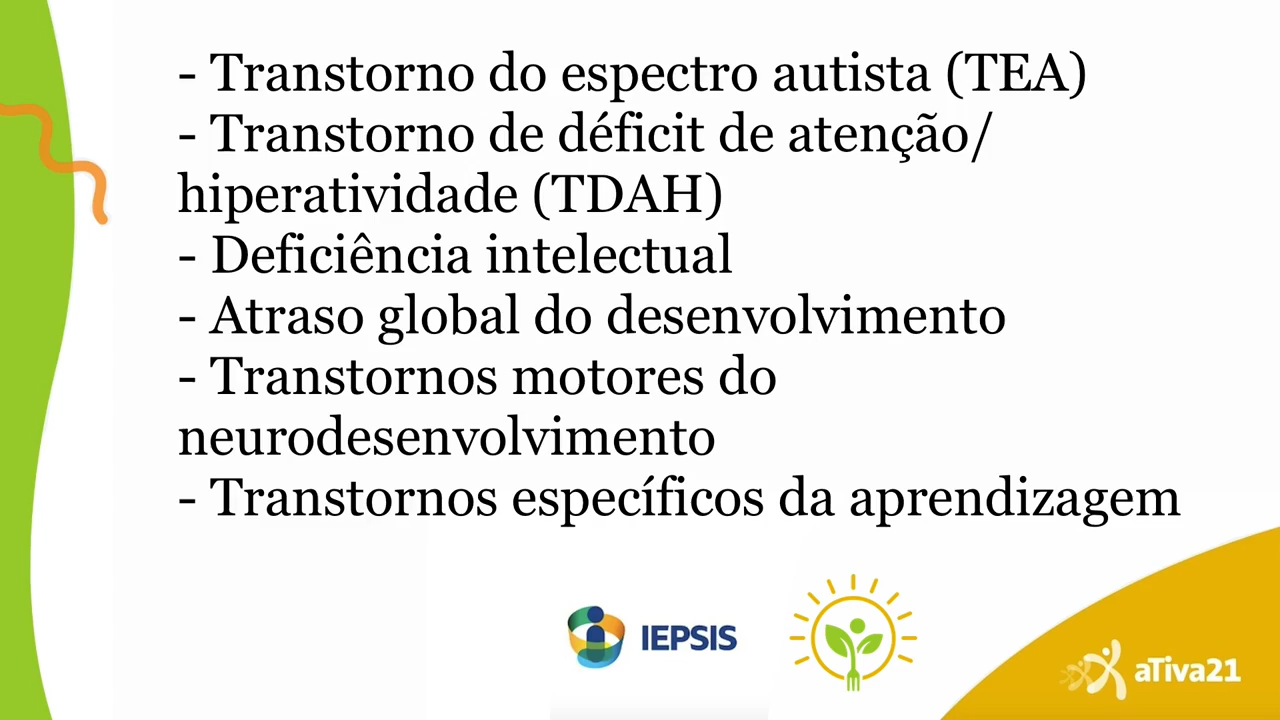 - Transtorno do espectro autista (TEA)
- Transtorno de déficit de atenção/
hiperatividade (TDAH)
- Deficiência intelectual
- Atraso global do desenvolvimento
- Transtornos motores do
neurodesenvolvimento
- Transtornos específicos da aprendizagem
IEPSIS
aTiva21